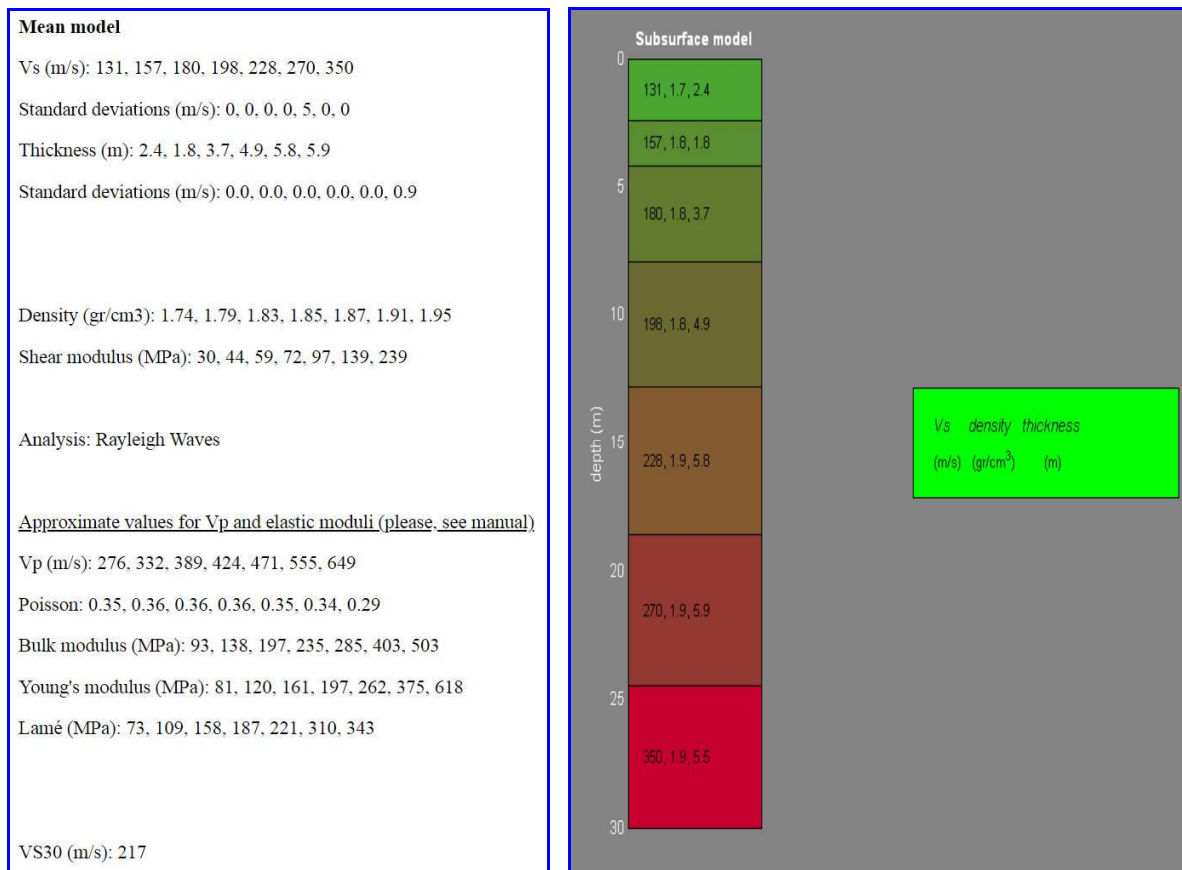 Mean model
Vs (m/s): 131, 157, 180, 198, 228, 270, 350
Standard deviations (m/s): 0, 0, 0, 0, 5, 0, 0
Thickness (m): 2.4, 1.8, 3.7, 4.9, 5.8, 5.9
Standard deviations (m/s): 0.0, 0.0, 0.0, 0.0, 0.0, 0.9
Density (gr/cm3): 1.74, 1.79, 1.83, 1.85, 1.87, 1.91, 1.95
Shear modulus (MPa): 30, 44, 59, 72, 97, 139, 239
Analysis: Rayleigh Waves
Approximate values for Vp and elastic moduli (please, see manual)
Vp (m/s): 276, 332, 389, 424, 471, 555, 649
Poisson: 0.35, 0.36, 0.36, 0.36, 0.35, 0.34, 0.29
Bulk modulus (MPa): 93, 138, 197, 235, 285, 403, 503
Young's modulus (MPa): 81, 120, 161, 197, 262, 375, 618
Lamé (MPa): 73, 109, 158, 187, 221, 310, 343
VS30 (m/s): 217
Subsurface model
0
131, 1.7, 2.4
157, 1.8, 1.8
5
180, 1.8, 3.7
10
198, 1.8, 4.9
depth (m)
15
228, 1.9, 5.8
20
270, 1.9, 5.9
25
350, 1.9, 5.5
30
Vs density thickness
(m/s) (gr/cm³) (m)